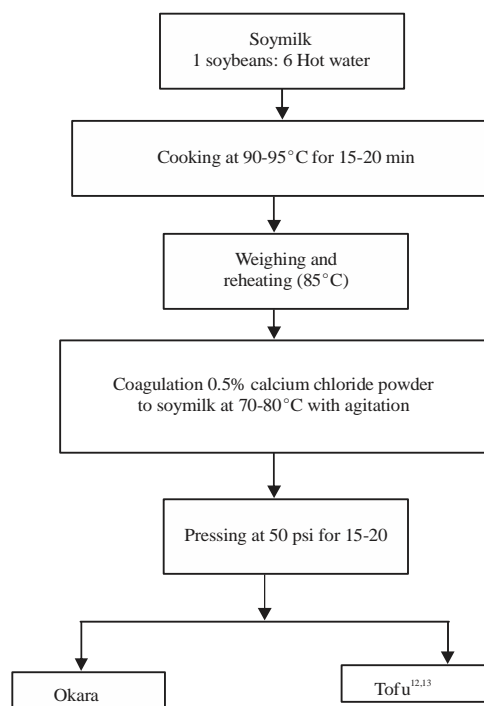 Soymilk
1 soybeans: 6 Hot water
Cooking at 90-95°C for 15-20 min
Weighing and
reheating (85°C)
Coagulation 0.5% calcium chloride powder
to soymilk at 70-80°C with agitation
Pressing at 50 psi for 15-20
Okara
Tofu12,13